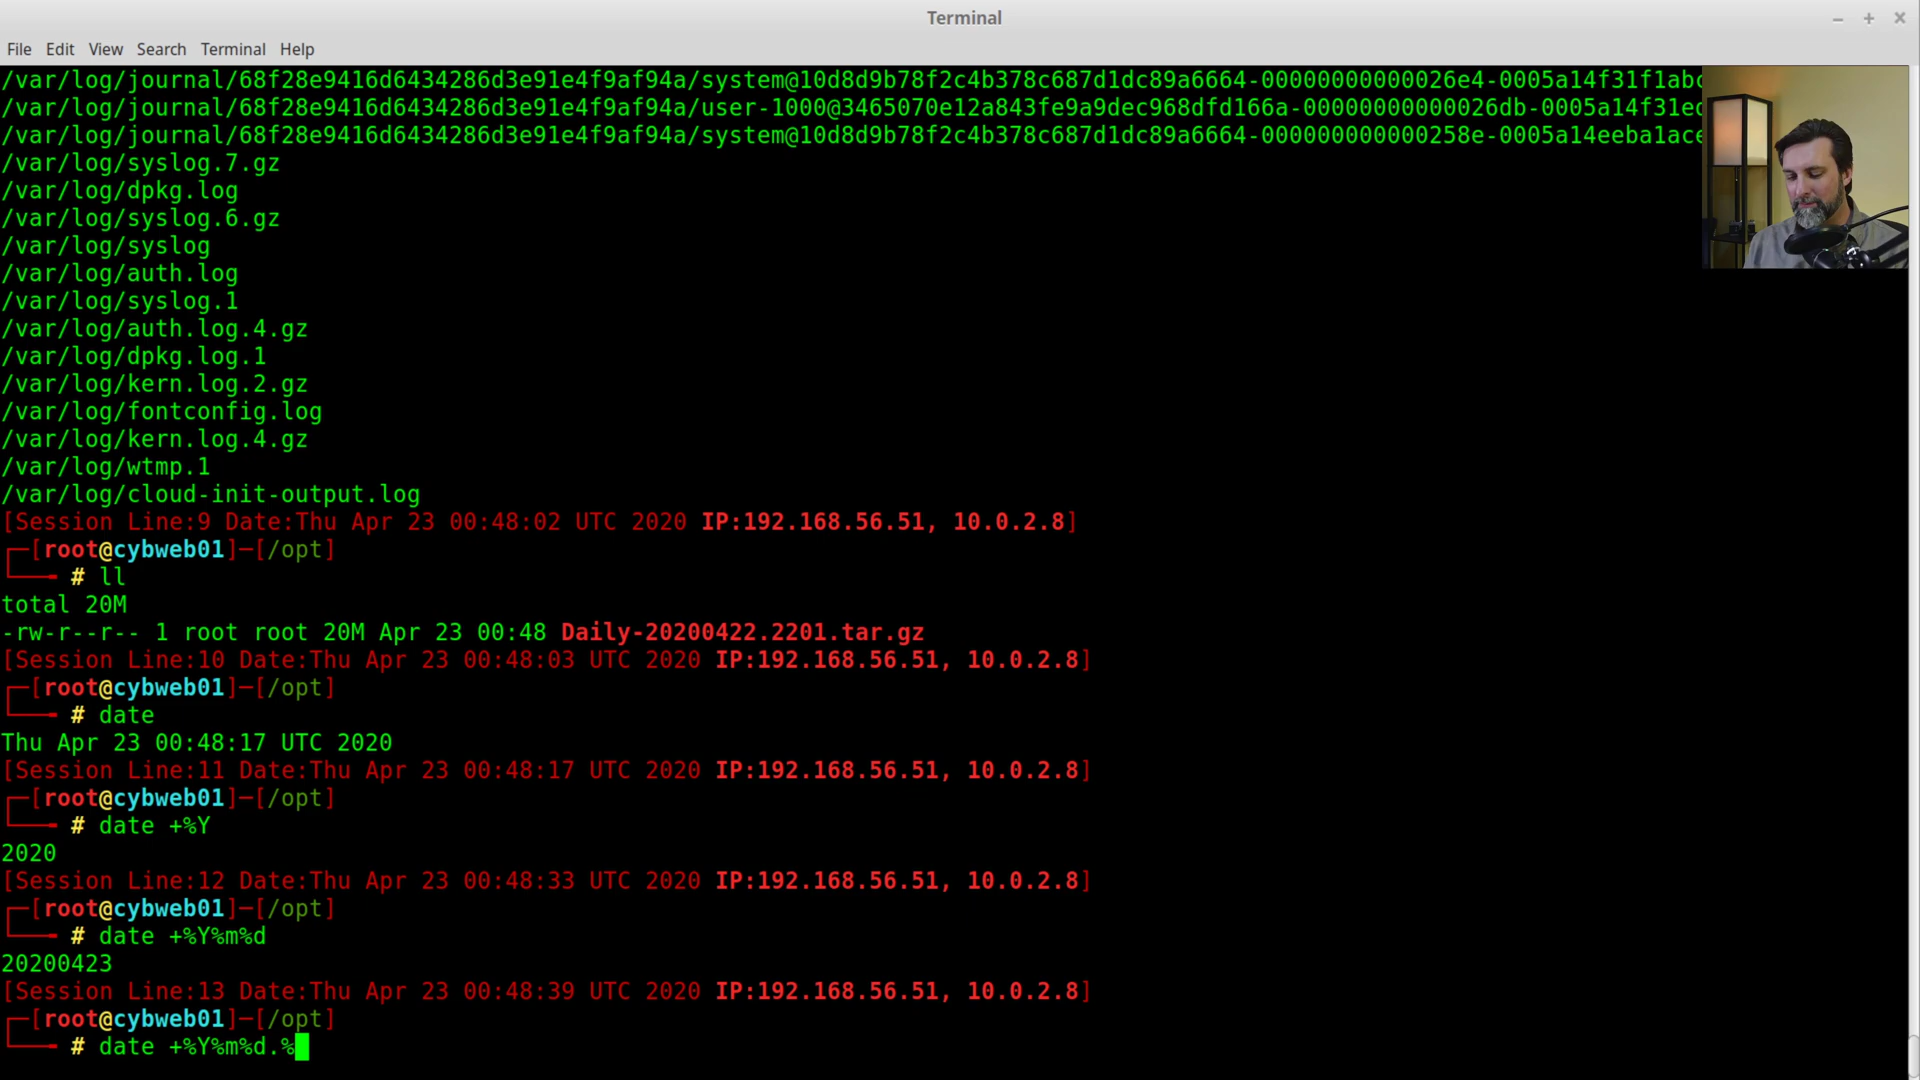 Terminal
File Edit View Search Terminal Help
/var/log/journal/68f28e9416d6434286d3e91e4f9af94a/system@10d8d9b78f2c4b378c687d1dc89a6664-00000000000026e4-0005a14f31f1abc
/var/log/journal/68f28e9416d6434286d3e91e4f9af94a/user-1000@3465070e12a843fe9a9dec968dfd166a-00000000000026db-0005a14f31ec
/var/log/journal/68f28e9416d6434286d3e91e4f9af94a/system@10d8d9b78f2c4b378c687d1dc89a6664-000000000000258e-0005a14eeba1ace
/var/log/syslog.7.gz
/var/log/dpkg.log
/var/log/syslog.6.gz
/var/log/syslog
/var/log/auth.log
/var/log/syslog.1
/var/log/auth.log.4.gz
/var/log/dpkg.log.1
/var/log/kern.log.2.gz
/var/log/fontconfig.log
/var/log/kern.log.4.gz
/var/log/wtmp.1
/var/log/cloud-init-output.log
[Session Line:9 Date:Thu Apr 23 00:48:02 UTC 2020 IP:192.168.56.51, 10.0.2.8]
┌─[root@cybweb01]─[/opt]
└──╼ # ll
total 20M
-rw-r--r-- 1 root root 20M Apr 23 00:48 Daily-20200422.2201.tar.gz
[Session Line:10 Date:Thu Apr 23 00:48:03 UTC 2020 IP:192.168.56.51, 10.0.2.8]
┌─[root@cybweb01]─[/opt]
└──╼ # date
Thu Apr 23 00:48:17 UTC 2020
[Session Line:11 Date:Thu Apr 23 00:48:17 UTC 2020 IP:192.168.56.51, 10.0.2.8]
┌─[root@cybweb01]─[/opt]
└──╼ # date +%Y
2020
[Session Line:12 Date:Thu Apr 23 00:48:33 UTC 2020 IP:192.168.56.51, 10.0.2.8]
┌─[root@cybweb01]─[/opt]
└──╼ # date +%Y%m%d
20200423
[Session Line:13 Date:Thu Apr 23 00:48:39 UTC 2020 IP:192.168.56.51, 10.0.2.8]
┌─[root@cybweb01]─[/opt]
└──╼ # date +%Y%m%d.%